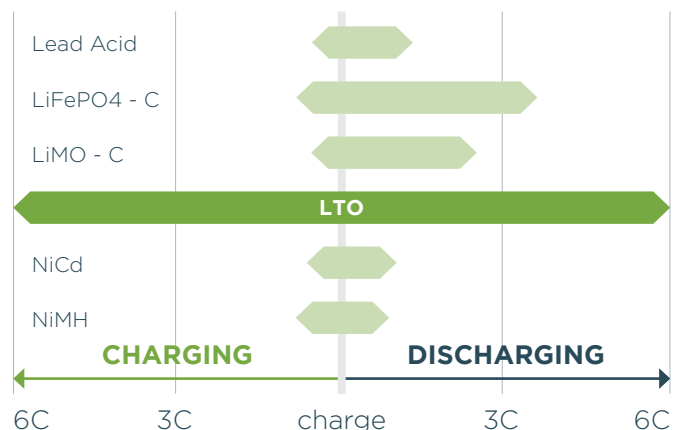 Lead Acid
LiFePO4 - C
LiMO - C
LTO
NiCd
NiMH
CHARGING DISCHARGING
6C 3C charge 3C 6C